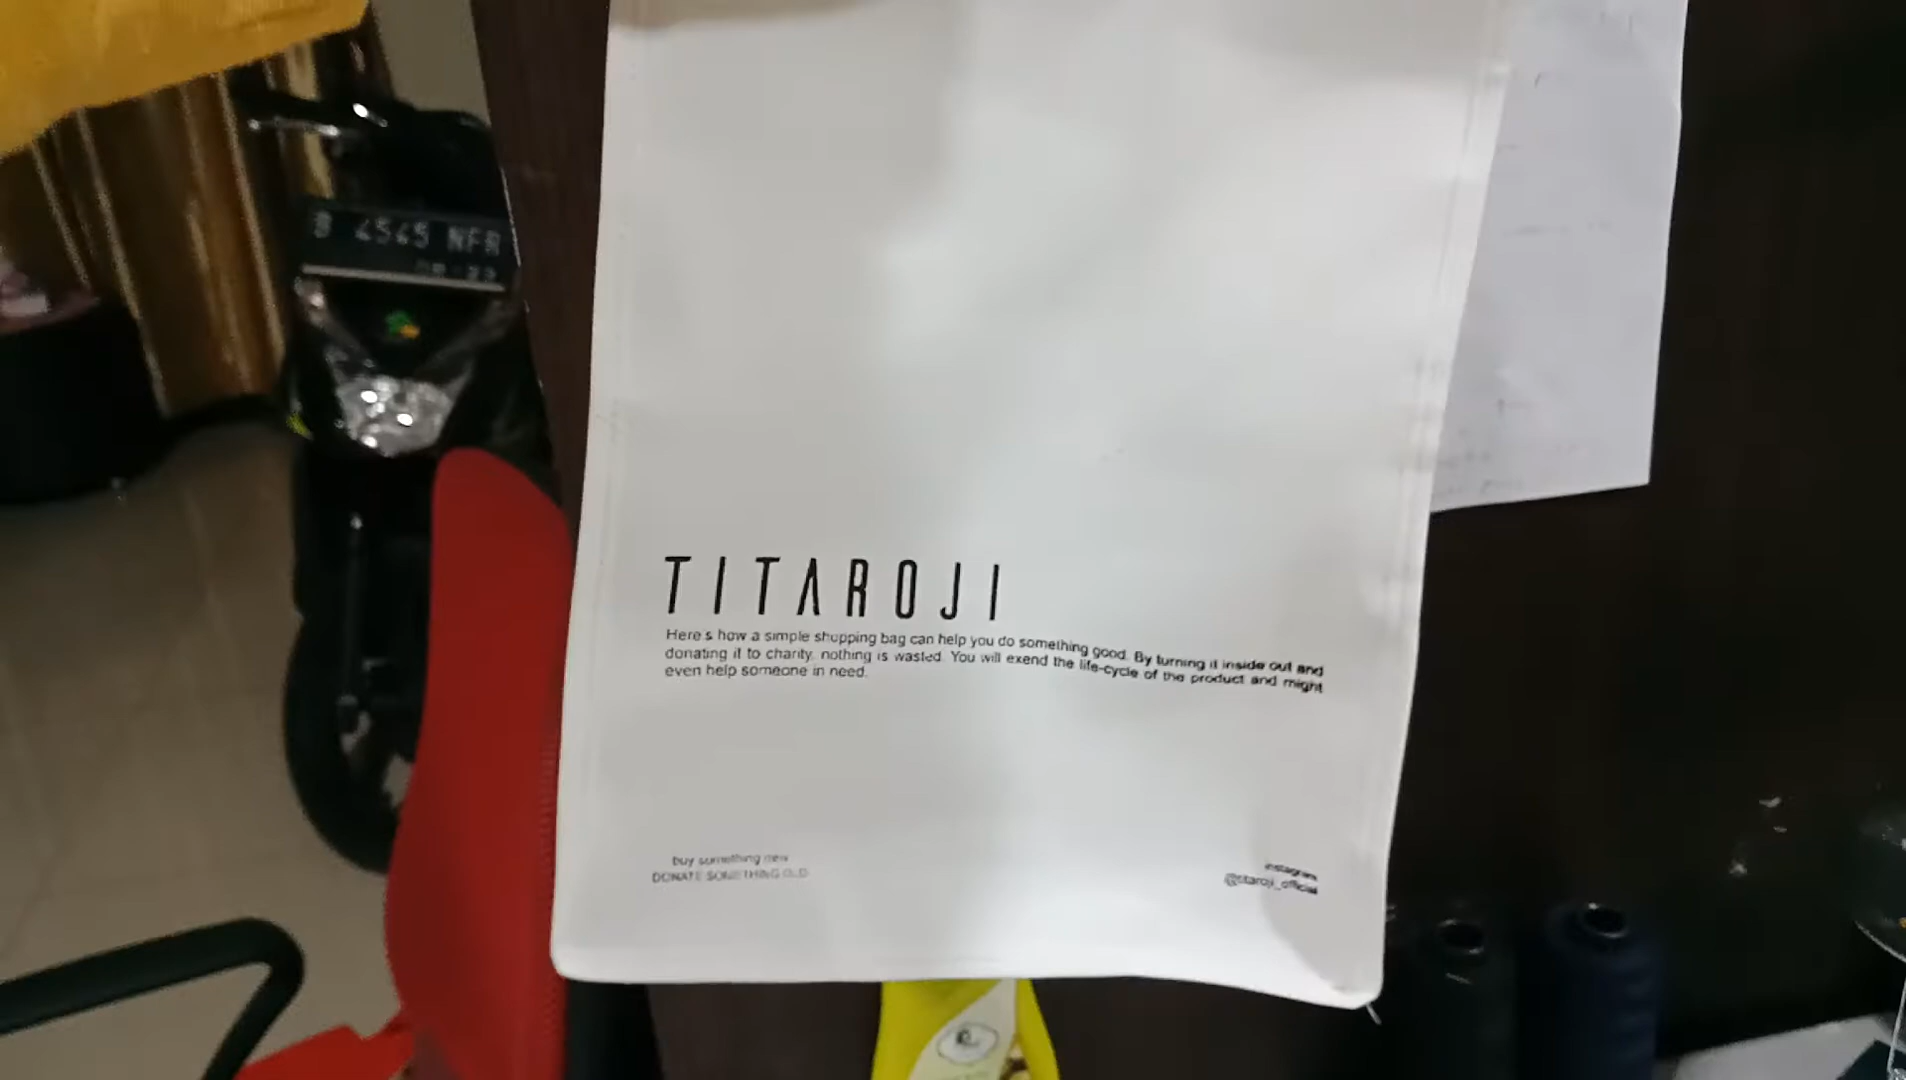 B 4545 NFR
TITAROJI
Here's how a simple shopping bag can help you do something good. By turning it inside out and
donating it to charity, nothing is wasted. You will exend the life-cycle of the product and might
even help someone in need.
buy something new
DONATE SOMETHING OLD
instagram
@titaroji_official